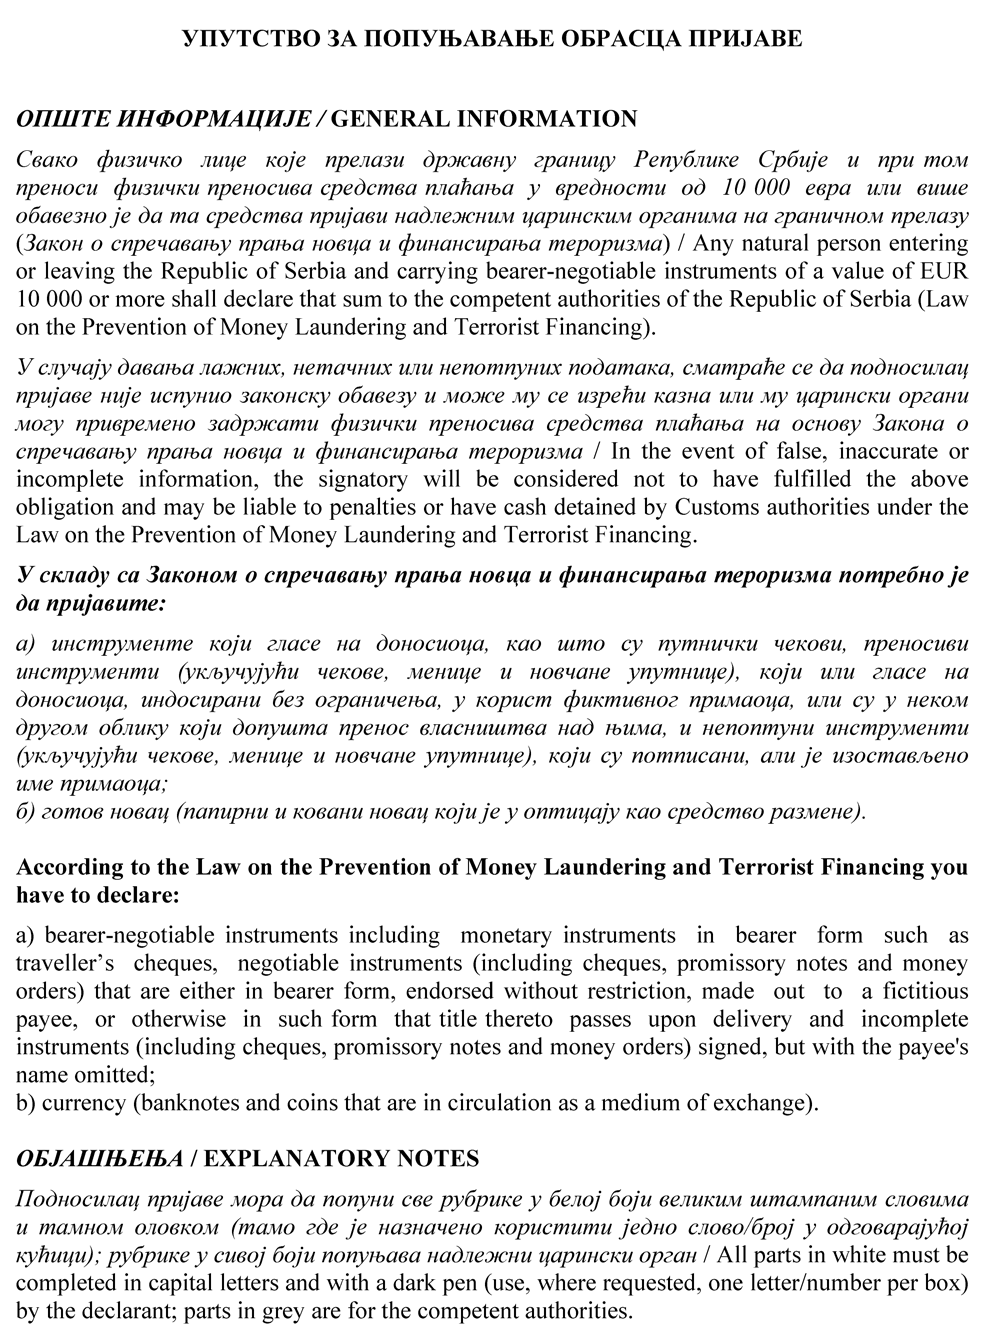 УПУТСТВО ЗА ПОПУЊАВАЊЕ ОБРАСЦА ПРИЈАВЕ
ОПШТЕ ИНФОРМАЦИЈЕ / GENERAL INFORMATION
Свако физичко лице које прелази државну границу Републике Србије и при том
преноси физички преносива средства плаћања у вредности од 10 000 евра или више
обавезно је да та средства пријави надлежним царинским органима на граничном прелазу
(Закон о спречавању прања новца и финансирања тероризма) / Any natural person entering
or leaving the Republic of Serbia and carrying bearer-negotiable instruments of a value of EUR
10 000 or more shall declare that sum to the competent authorities of the Republic of Serbia (Law
on the Prevention of Money Laundering and Terrorist Financing).
У случају давања лажних, нетачних или непотпуних података, сматраће се да подносилац
пријаве није испунио законску обавезу и може му се изрећи казна или му царински органи
могу привремено задржати физички преносива средства плаћања на основу Закона о
спречавању прања новца и финансирања тероризма / In the event of false, inaccurate or
incomplete information, the signatory will be considered not to have fulfilled the above
obligation and may be liable to penalties or have cash detained by Customs authorities under the
Law on the Prevention of Money Laundering and Terrorist Financing.
У складу са Законом о спречавању прања новца и финансирања тероризма потребно је
да пријавите:
а) инструменте који гласе на доносиоца, као што су путнички чекови, преносиви
инструменти (укључујући чекове, менице и новчане упутнице), који или гласе на
доносиоца, индосирани без ограничења, у корист фиктивног примаоца, или су у неком
другом облику који допушта пренос власништва над њима, и непоптуни инструменти
(укључујући чекове, менице и новчане упутнице), који су потписани, али је изостављено
име примаоца;
б) готов новац (папирни и ковани новац који је у оптицају као средство размене).
According to the Law on the Prevention of Money Laundering and Terrorist Financing you
have to declare:
a) bearer-negotiable instruments including monetary instruments in bearer form such as
traveller’s cheques, negotiable instruments (including cheques, promissory notes and money
orders) that are either in bearer form, endorsed without restriction, made out to a fictitious
payee, or otherwise in such form that title thereto passes upon delivery and incomplete
instruments (including cheques, promissory notes and money orders) signed, but with the payee's
name omitted;
b) currency (banknotes and coins that are in circulation as a medium of exchange).
ОБЈАШЊЕЊА / EXPLANATORY NOTES
Подносилац пријаве мора да попуни све рубрике у белој боји великим штампаним словима
и тамном оловком (тамо где је назначено користити једно слово/број у одговарајућој
кућици); рубрике у сивој боји попуњава надлежни царински орган / All parts in white must be
completed in capital letters and with a dark pen (use, where requested, one letter/number per box)
by the declarant; parts in grey are for the competent authorities.